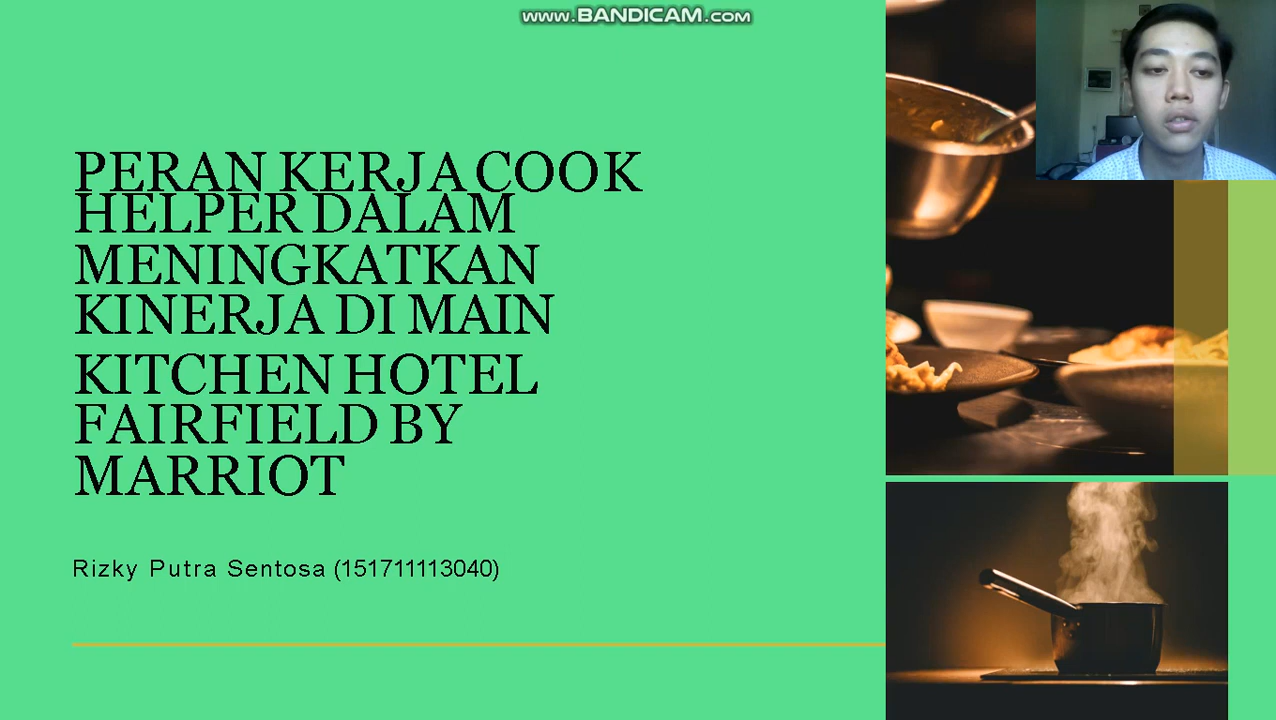 www.BANDICAM.com
PERAN KERJA COOK
HELPER DALAM
MENINGKATKAN
KINERJA DI MAIN
KITCHEN HOTEL
FAIRFIELD BY
MARRIOT
Rizky Putra Sentosa (151711113040)